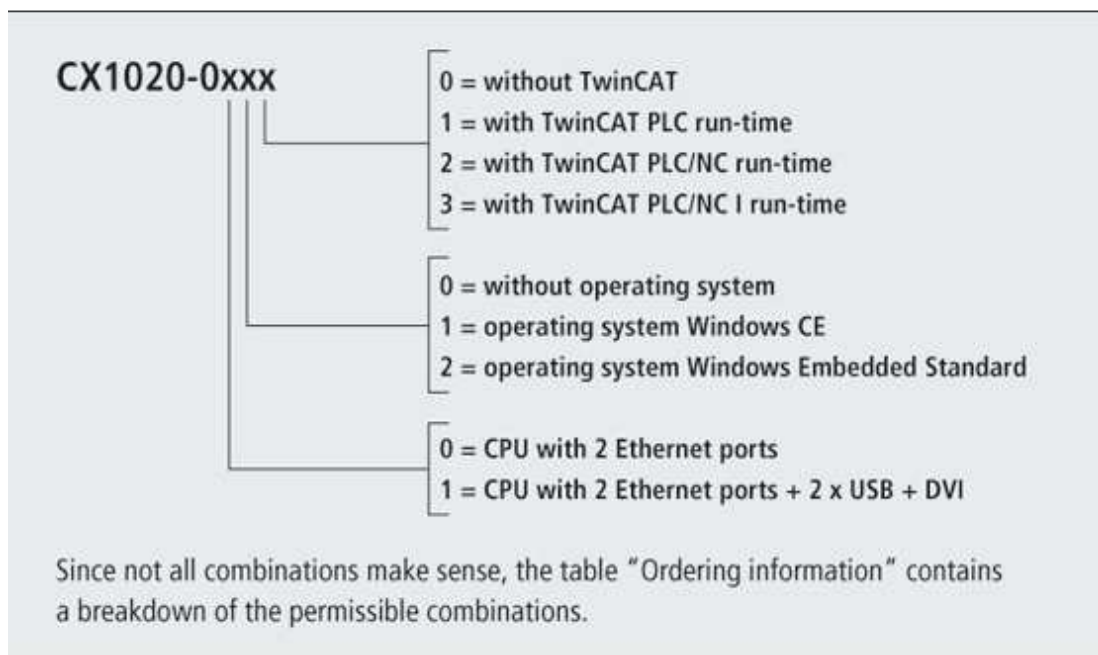 CX1020-0xxx
0 = without TwinCAT
1 = with TwinCAT PLC run-time
2 = with TwinCAT PLC/NC run-time
3 = with TwinCAT PLC/NC I run-time
0 = without operating system
1 = operating system Windows CE
2 = operating system Windows Embedded Standard
0 = CPU with 2 Ethernet ports
1 = CPU with 2 Ethernet ports + 2 x USB + DVI
Since not all combinations make sense, the table “Ordering information” contains
a breakdown of the permissible combinations.